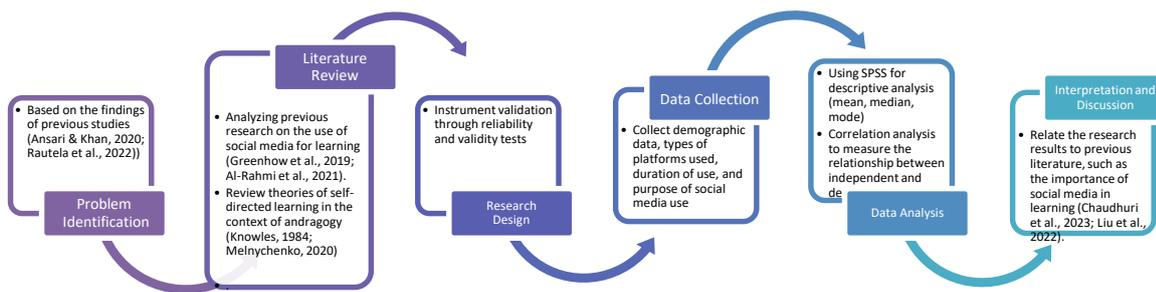 • Based on the findings
of previous studies
(Ansari & Khan, 2020;
Rautela et al., 2022))
Problem
Identification
Literature
Review
• Analyzing previous
research on the use of
social media for learning
(Greenhow et al., 2019;
Al-Rahmi et al., 2021).
• Review theories of self-
directed learning in the
context of andragogy
(Knowles, 1984;
Melnychenko, 2020)
• .
• Instrument validation
through reliability
and validity tests
Research
Design
Data Collection
• Collect demographic
data, types of
platforms used,
duration of use, and
purpose of social
media use
• Using SPSS for
descriptive analysis
(mean, median,
mode)
• Correlation analysis
to measure the
relationship between
independent and
de
Data Analysis
Interpretation and
Discussion
• Relate the research
results to previous
literature, such as
the importance of
social media in
learning (Chaudhuri
et al., 2023; Liu et al.,
2022).